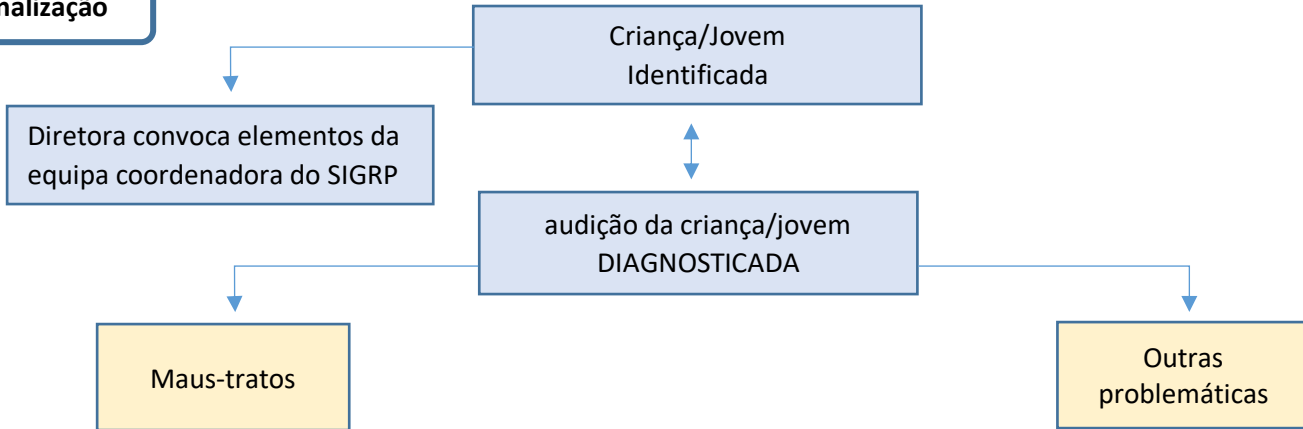 nalização
Criança/Jovem
Identificada
Diretora convoca elementos da
equipa coordenadora do SIGRP
audição da criança/jovem
DIAGNOSTICADA
Maus-tratos
Outras
problemáticas